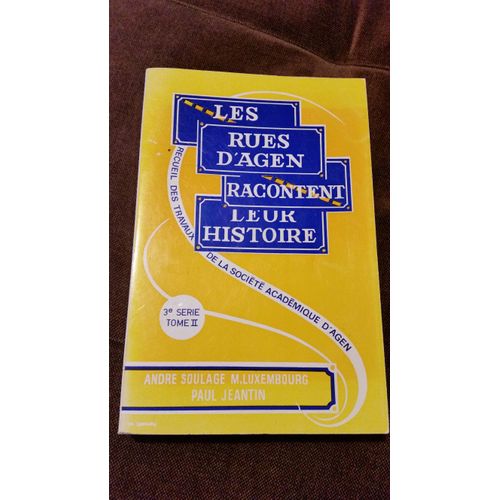 LES
RUES
D'AGEN
RACONTENT
LEUR
HISTOIRE
RECUEIL DES TRAVAUX
DE LA SOCIÉTÉ ACADÉMIQUE D'AGEN
3e SERIE
TOME II
ANDRE SOULAGE M.LUXEMBOURG
PAUL JEANTIN